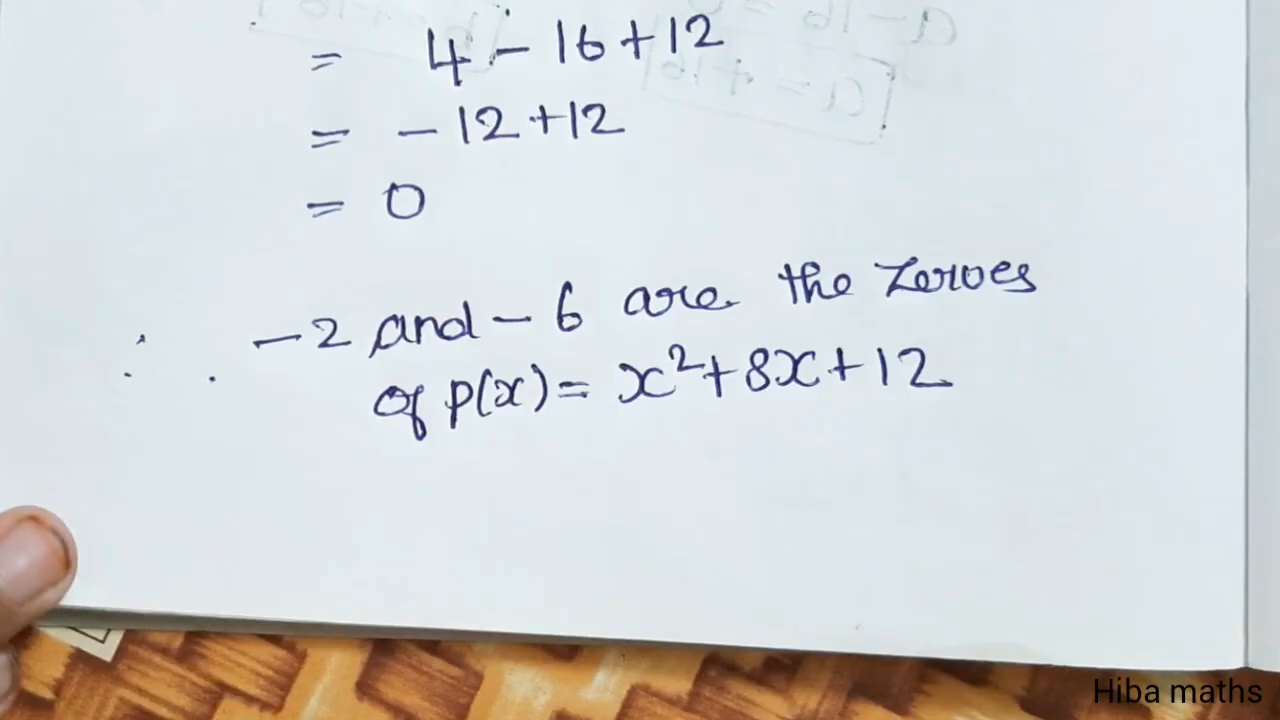 = 4 - 16 + 12
= - 12 + 12
= 0
∴ -2 and - 6 are the Zeroes
of p(x) = x² + 8x + 12
Hiba maths